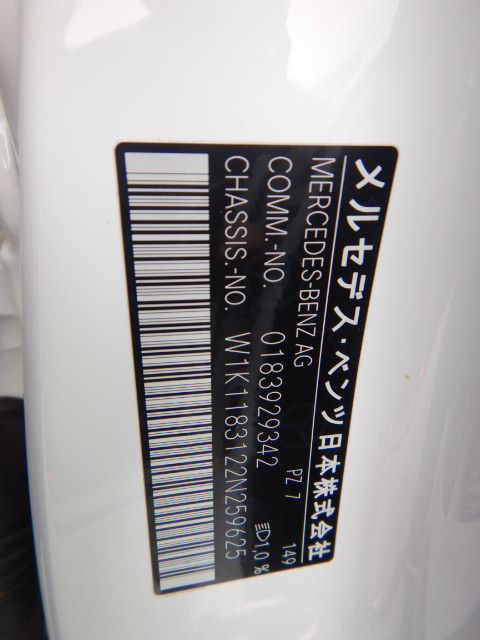 メルセデス・ベンツ日本株式会社
MERCEDES-BENZ AG PZ 7 149
COMM.-NO. 0183929342 1,0 %
CHASSIS.-NO. W1K1183122N259625